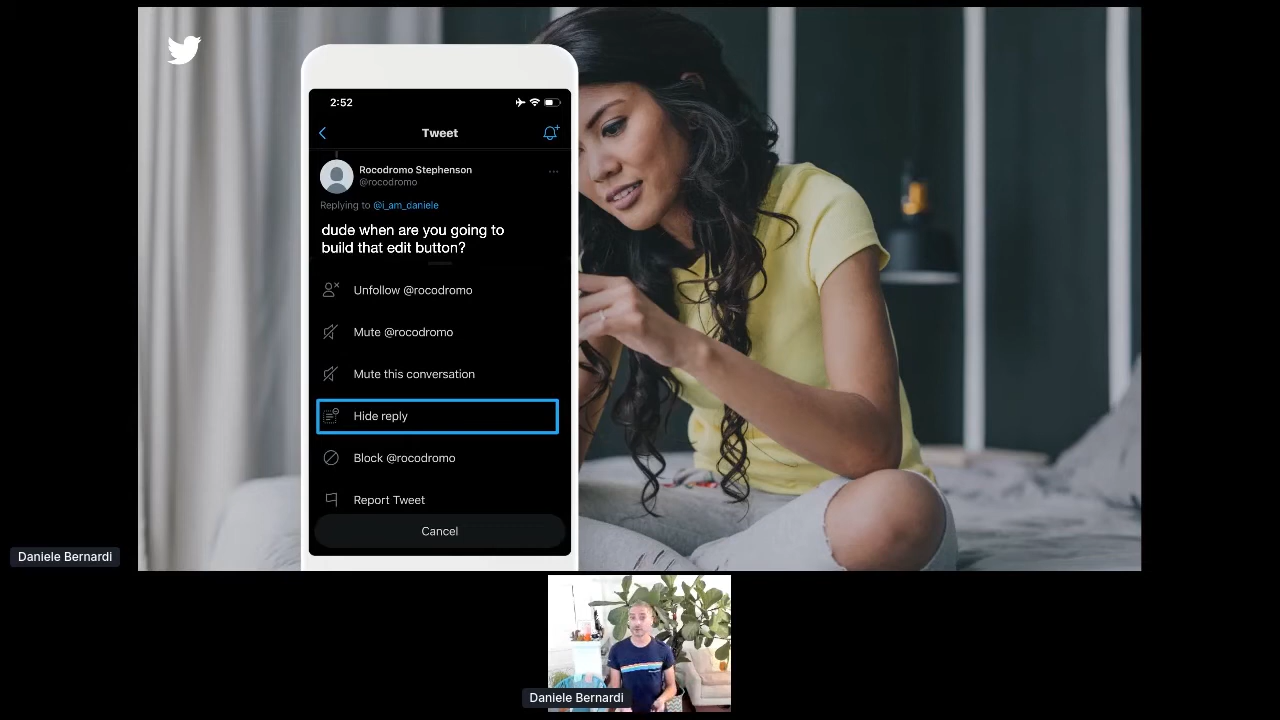 2:52
Tweet
Rocodromo Stephenson
@rocodromo
Replying to @i_am_daniele
dude when are you going to
build that edit button?
Unfollow @rocodromo
Mute @rocodromo
Mute this conversation
Hide reply
Block @rocodromo
Report Tweet
Cancel
Daniele Bernardi
Daniele Bernardi